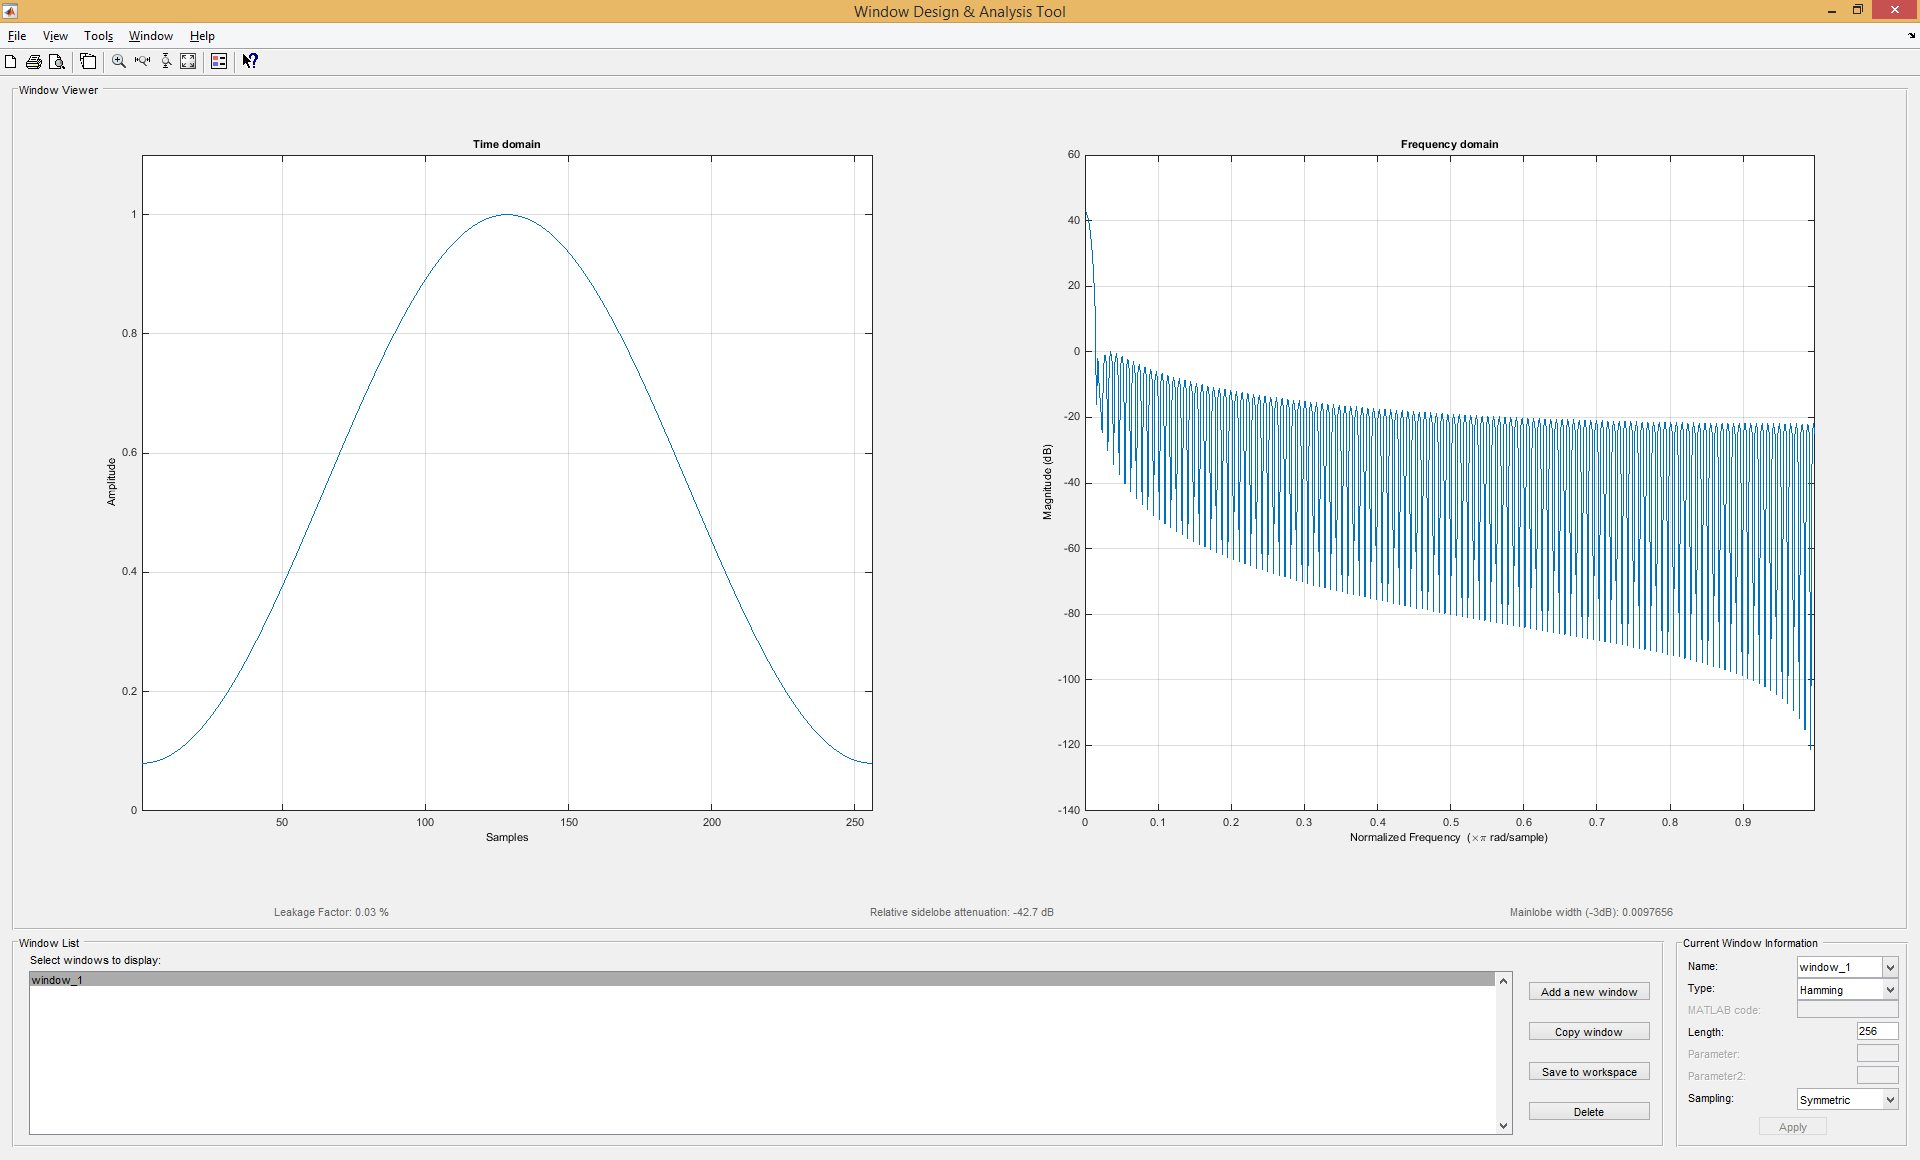 Window Design & Analysis Tool
File View Tools Window Help
Window Viewer
Time domain
1
0.8
0.6
0.4
0.2
0
50 100 150 200 250
Amplitude
Samples
Frequency domain
60
40
20
0
-20
-40
-60
-80
-100
-120
-140
0 0.1 0.2 0.3 0.4 0.5 0.6 0.7 0.8 0.9
Magnitude (dB)
Normalized Frequency (×π rad/sample)
Leakage Factor: 0.03 %
Relative sidelobe attenuation: -42.7 dB
Mainlobe width (-3dB): 0.0097656
Window List
Select windows to display:
window_1
Add a new window
Copy window
Save to workspace
Delete
Current Window Information
Name: window_1
Type: Hamming
MATLAB code:
Length: 256
Parameter:
Parameter2:
Sampling: Symmetric
Apply